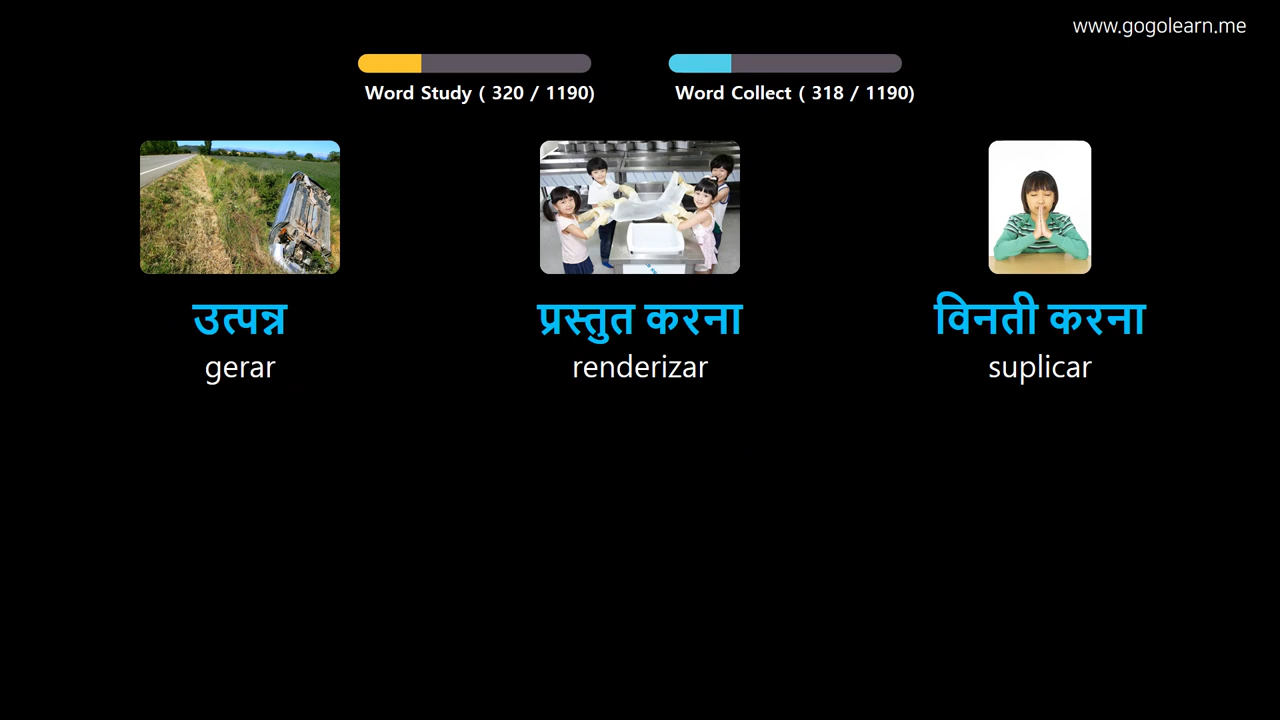 www.gogolearn.me
Word Study ( 320 / 1190)
Word Collect ( 318 / 1190)
उत्पन्न
प्रस्तुत करना
विनती करना
gerar
renderizar
suplicar